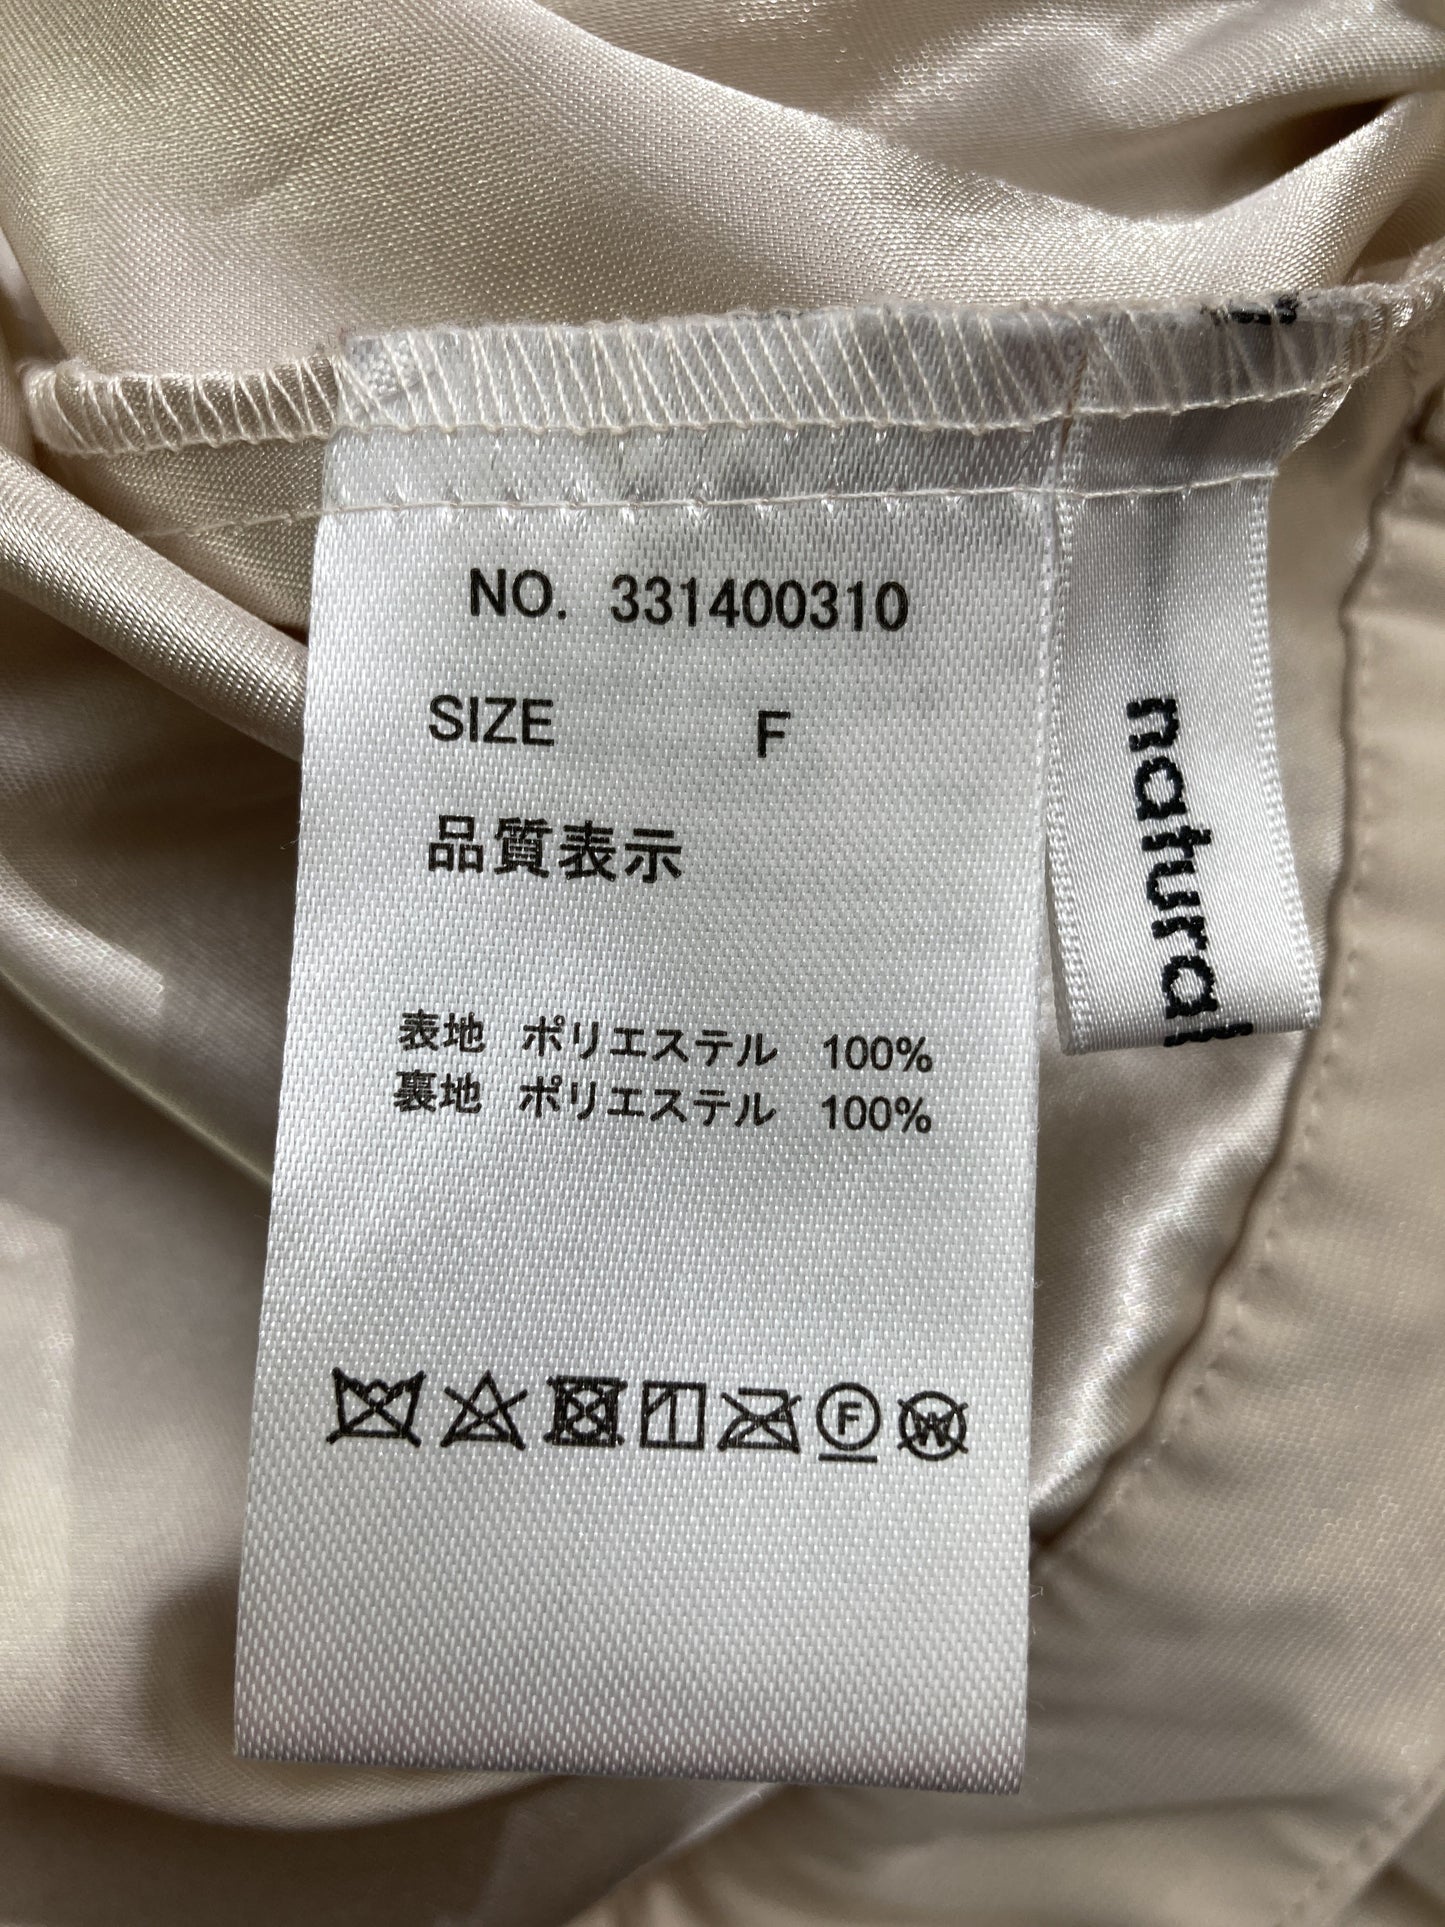 NO. 331400310
SIZE F
品質表示
表地 ポリエステル 100%
裏地 ポリエステル 100%
F
W
natural